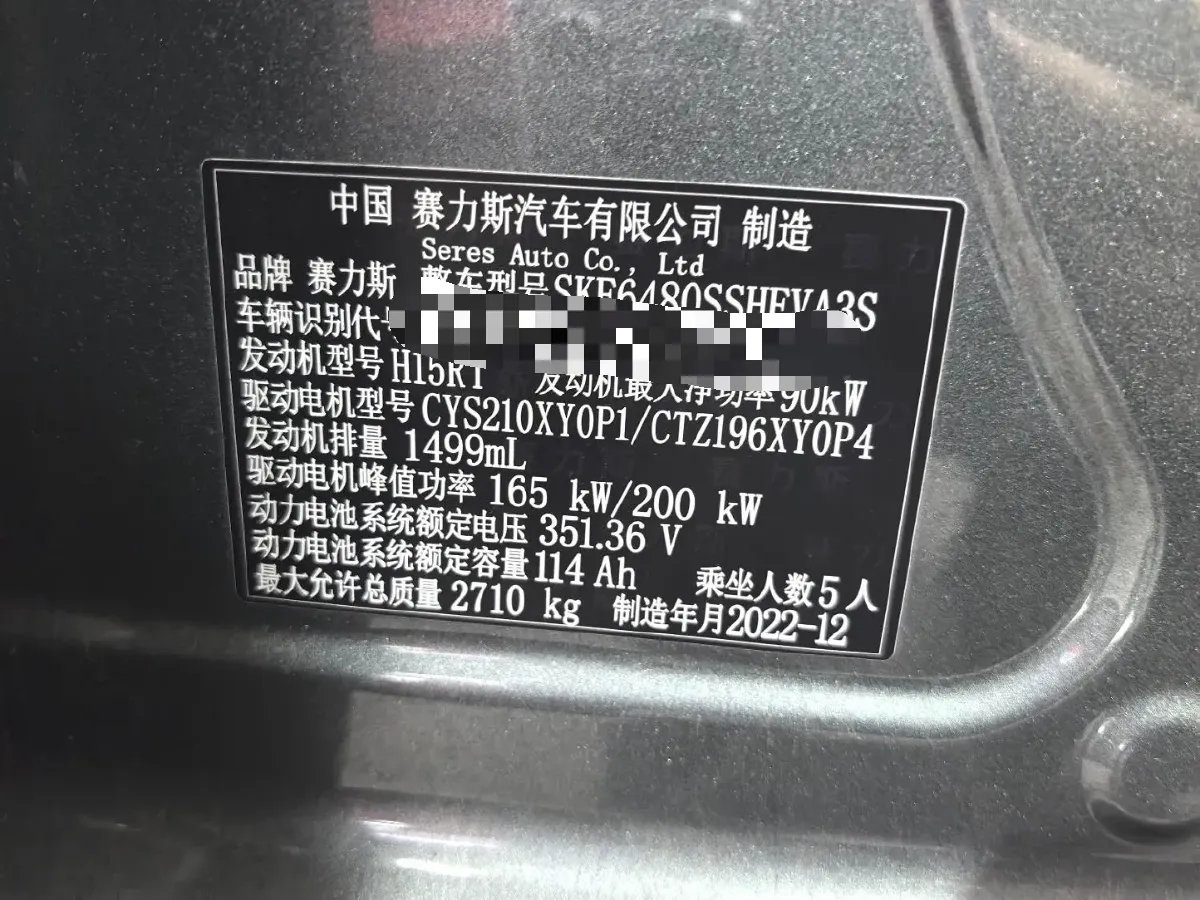 中国 赛力斯汽车有限公司 制造
Seres Auto Co., Ltd
品牌 赛力斯 整车型号SKE6480SSHEVA3S
车辆识别代号
发动机型号 H15RT 发动机最大净功率 90kW
驱动电机型号 CYS210XY0P1/CTZ196XY0P4
发动机排量 1499mL
驱动电机峰值功率 165 kW/200 kW
动力电池系统额定电压 351.36 V
动力电池系统额定容量 114 Ah 乘坐人数 5 人
最大允许总质量 2710 kg 制造年月2022-12